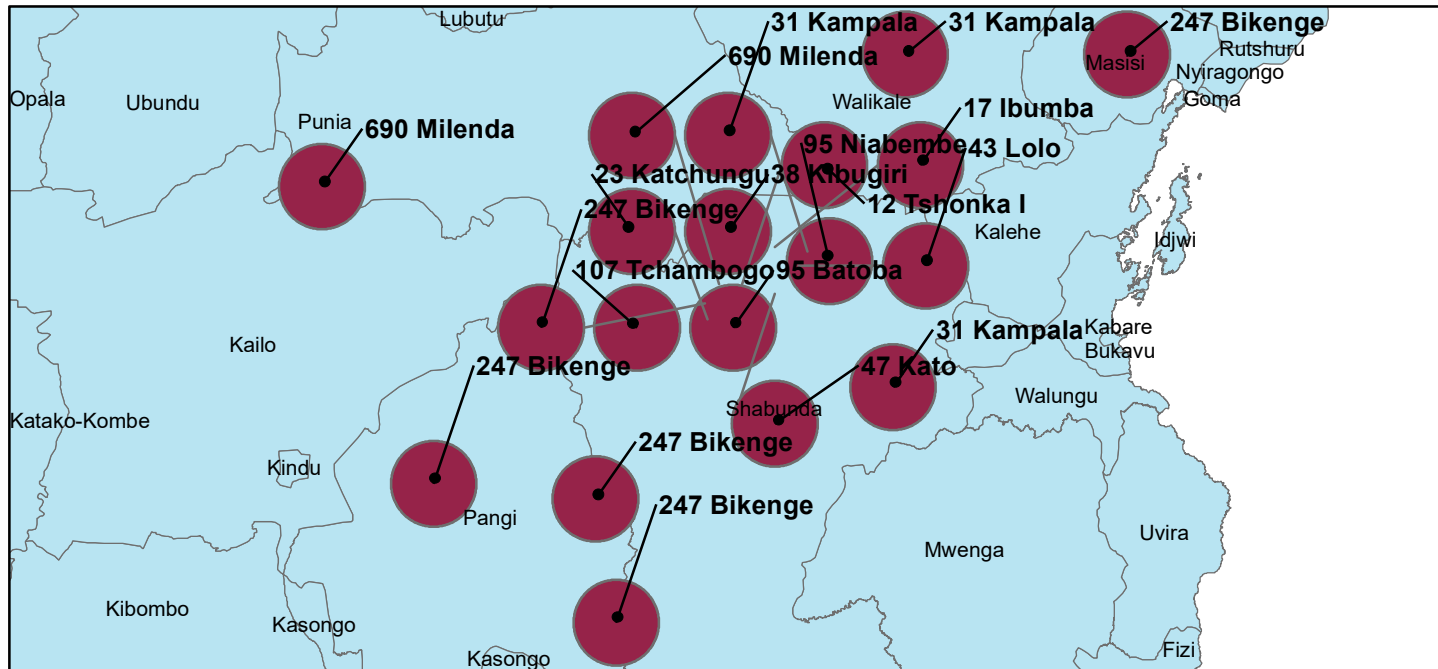 Lubutu
31 Kampala
31 Kampala
247 Bikenge
Rutshuru
690 Milenda
Masisi
Nyiragongo
Opala
Ubundu
Walikale
Goma
17 Ibumba
Punia
690 Milenda
95 Niabembe
43 Lolo
23 Katchungu
38 Kibugiri
12 Tshonka I
247 Bikenge
Kalehe
Idjwi
107 Tchambogo
95 Batoba
31 Kampala
Kabare
Kailo
Bukavu
247 Bikenge
47 Kato
Walungu
Shabunda
Katako-Kombe
247 Bikenge
Kindu
247 Bikenge
Pangi
Uvira
Mwenga
Kibombo
Kasongo
Kasongo
Fizi